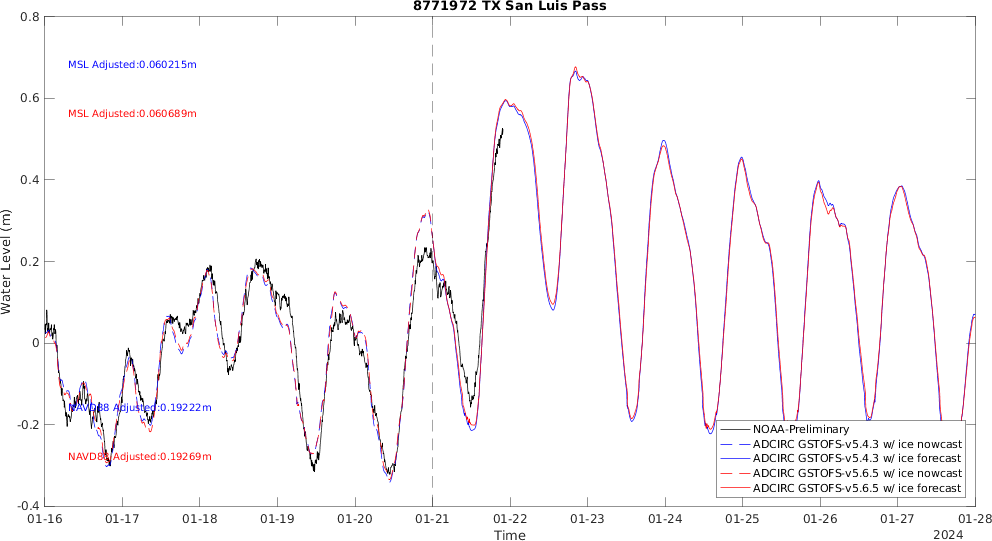 8771972 TX San Luis Pass
0.8
0.6
0.4
0.2
0
-0.2
-0.4
Water Level (m)
MSL Adjusted:0.060215m
MSL Adjusted:0.060689m
NAVD88 Adjusted:0.19222m
NAVD88 Adjusted:0.19269m
NOAA-Preliminary
ADCIRC GSTOFS-v5.4.3 w/ ice nowcast
ADCIRC GSTOFS-v5.4.3 w/ ice forecast
ADCIRC GSTOFS-v5.6.5 w/ ice nowcast
ADCIRC GSTOFS-v5.6.5 w/ ice forecast
01-16 01-17 01-18 01-19 01-20 01-21 01-22 01-23 01-24 01-25 01-26 01-27 01-28
Time
2024